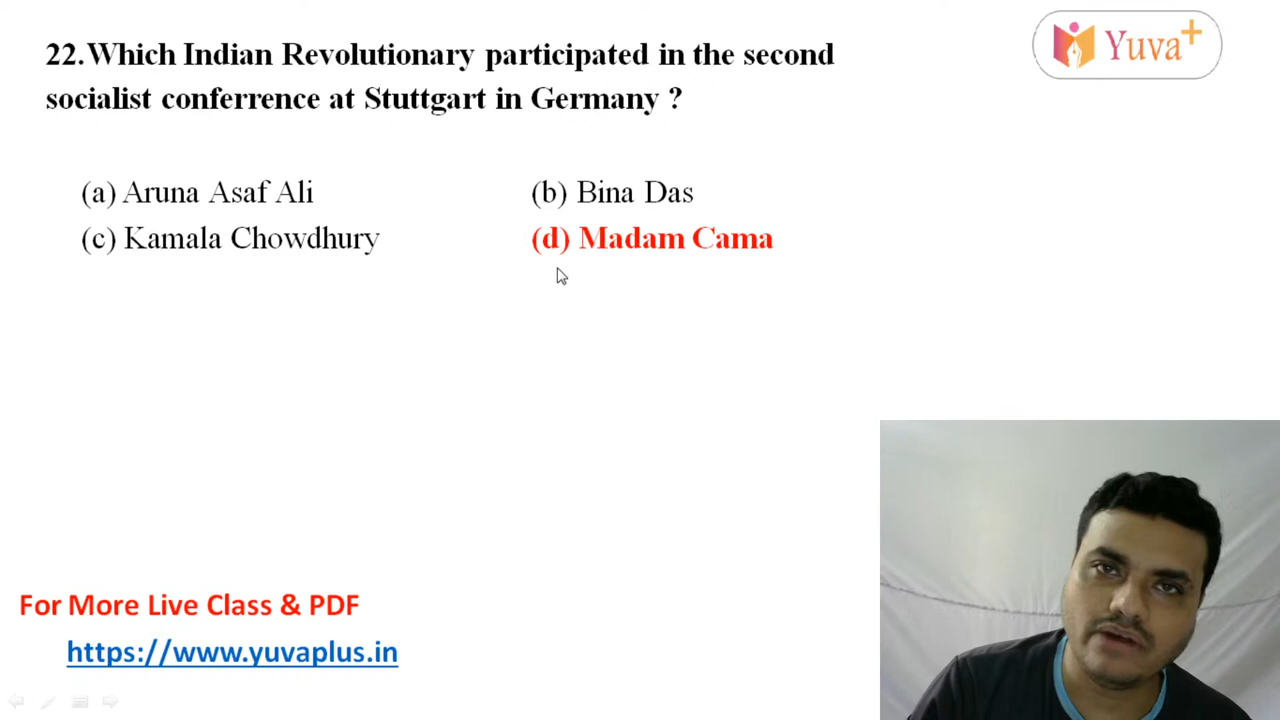 Yuva+
22.Which Indian Revolutionary participated in the second
socialist conferrence at Stuttgart in Germany ?
(a) Aruna Asaf Ali (b) Bina Das
(c) Kamala Chowdhury (d) Madam Cama
For More Live Class & PDF
https://www.yuvaplus.in